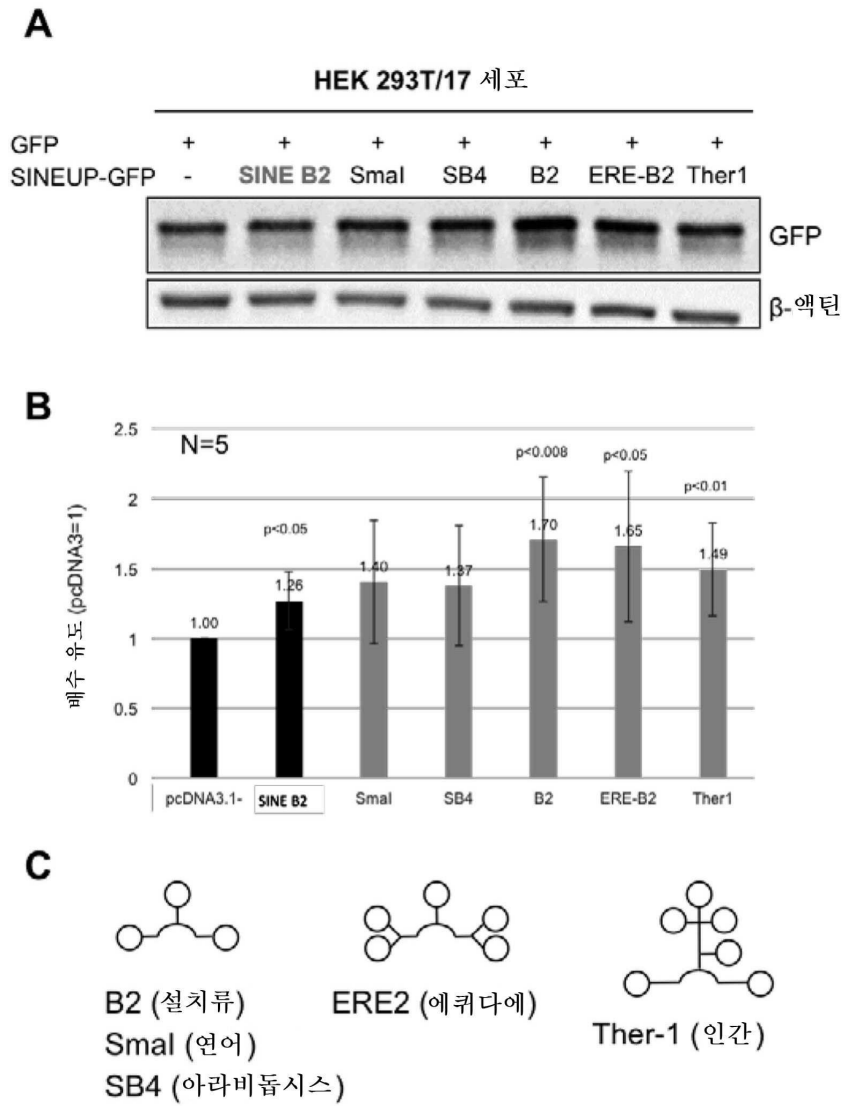 A
HEK 293T/17 세포
GFP + + + + + + +
SINEUP-GFP - SINE B2 SmaI SB4 B2 ERE-B2 Ther1
GFP
β-액틴
B
배수 유도 (pcDNA3=1)
2.5
2
1.5
1
0.5
0
N=5
p<0.05
p<0.008
p<0.05
p<0.01
1.00
1.26
1.40
1.37
1.70
1.65
1.49
pcDNA3.1- SINE B2 SmaI SB4 B2 ERE-B2 Ther1
C
B2 (설치류)
SmaI (연어)
SB4 (아라비돕시스)
ERE2 (에퀴다에)
Ther-1 (인간)